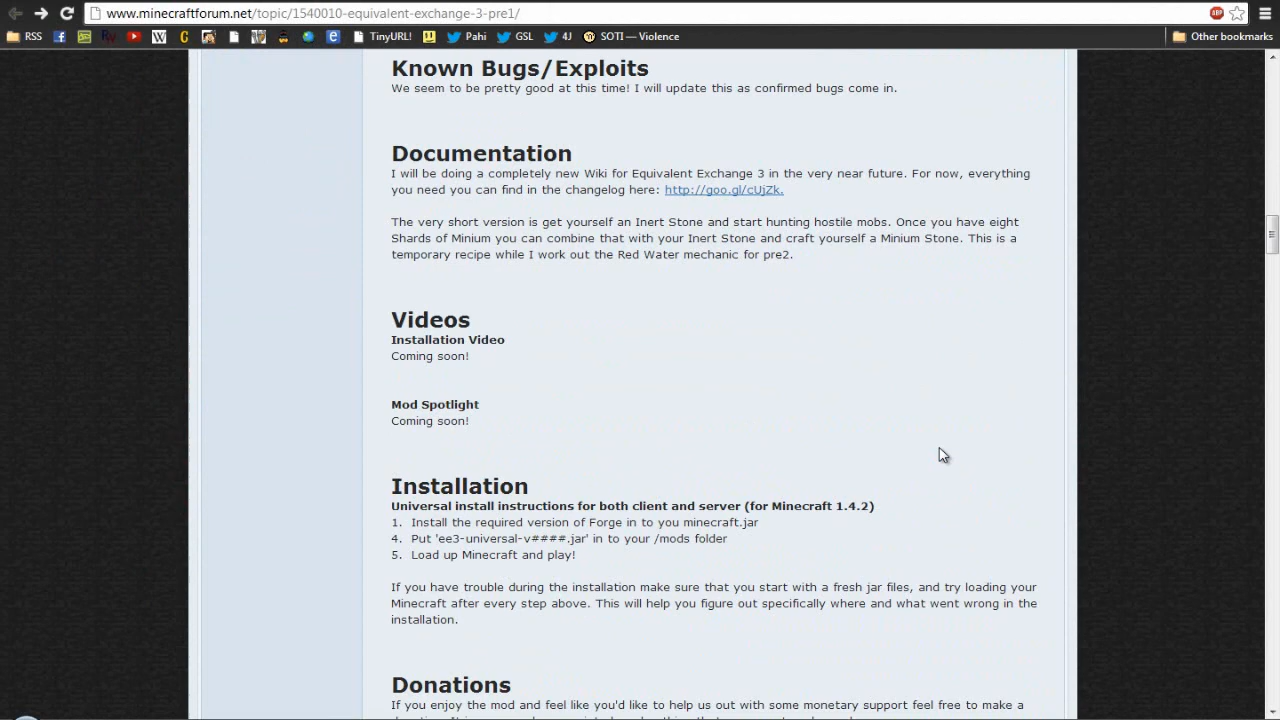 www.minecraftforum.net/topic/1540010-equivalent-exchange-3-pre1/
ABP
RSS TinyURL! Pahi GSL 4J SOTI — Violence Other bookmarks
Known Bugs/Exploits
We seem to be pretty good at this time! I will update this as confirmed bugs come in.
Documentation
I will be doing a completely new Wiki for Equivalent Exchange 3 in the very near future. For now, everything
you need you can find in the changelog here: http://goo.gl/cUjZk.
The very short version is get yourself an Inert Stone and start hunting hostile mobs. Once you have eight
Shards of Minium you can combine that with your Inert Stone and craft yourself a Minium Stone. This is a
temporary recipe while I work out the Red Water mechanic for pre2.
Videos
Installation Video
Coming soon!
Mod Spotlight
Coming soon!
Installation
Universal install instructions for both client and server (for Minecraft 1.4.2)
1. Install the required version of Forge in to you minecraft.jar
4. Put 'ee3-universal-v####.jar' in to your /mods folder
5. Load up Minecraft and play!
If you have trouble during the installation make sure that you start with a fresh jar files, and try loading your
Minecraft after every step above. This will help you figure out specifically where and what went wrong in the
installation.
Donations
If you enjoy the mod and feel like you'd like to help us out with some monetary support feel free to make a